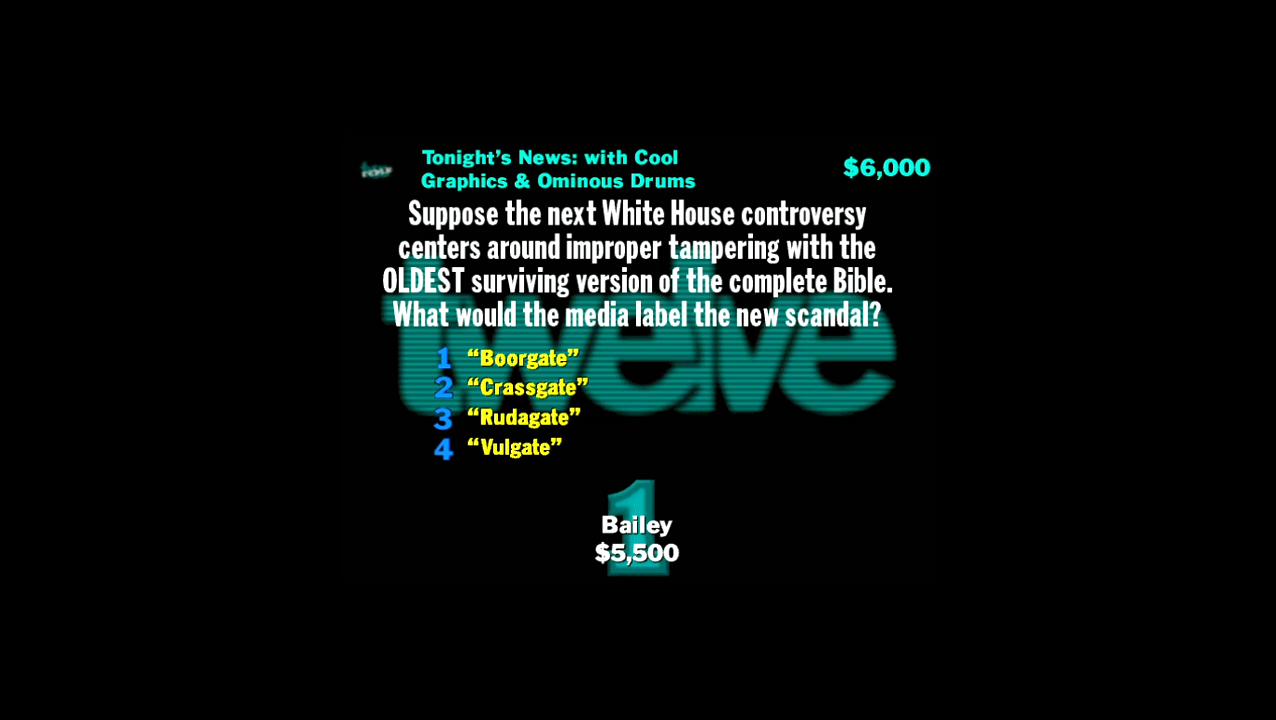 Tonight's News: with Cool
Graphics & Ominous Drums
$6,000
Suppose the next White House controversy
centers around improper tampering with the
OLDEST surviving version of the complete Bible.
What would the media label the new scandal?
twelve
1 "Boorgate"
2 "Crassgate"
3 "Rudagate"
4 "Vulgate"
1
Bailey
$5,500